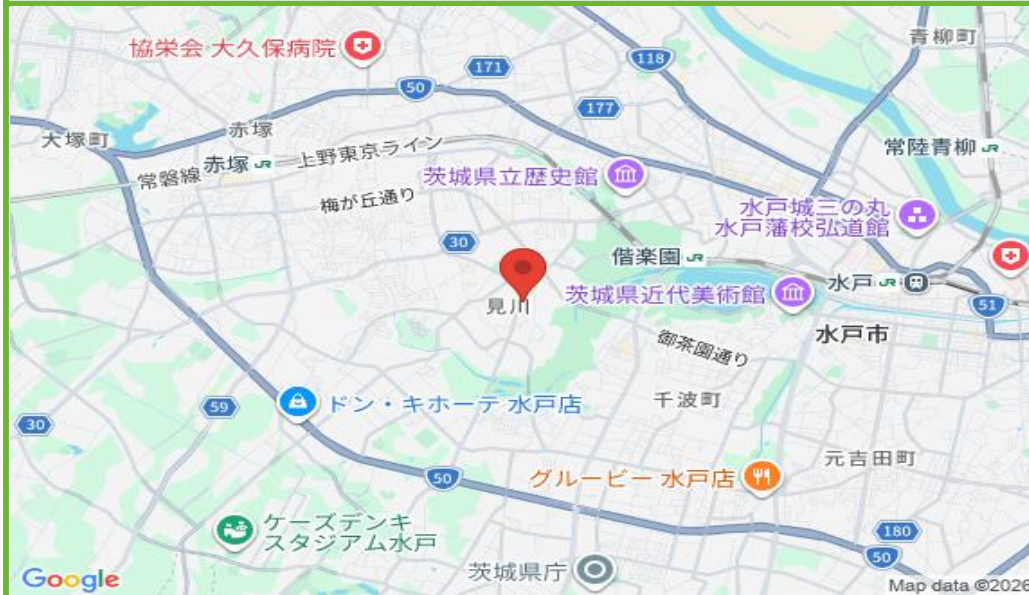 協栄会 大久保病院
青柳町
118
171
50
177
大塚町
赤塚
上野東京ライン
常陸青柳 JR
赤塚 JR
常磐線
茨城県立歴史館
梅が丘通り
水戸城三の丸
水戸藩校弘道館
30
偕楽園 JR
水戸 JR
茨城県近代美術館
51
見川
水戸市
御茶園通り
59
ドン・キホーテ 水戸店
千波町
30
元吉田町
50
グルービー 水戸店
ケーズデンキ
スタジアム水戸
180
50
茨城県庁
Google
Map data ©2026